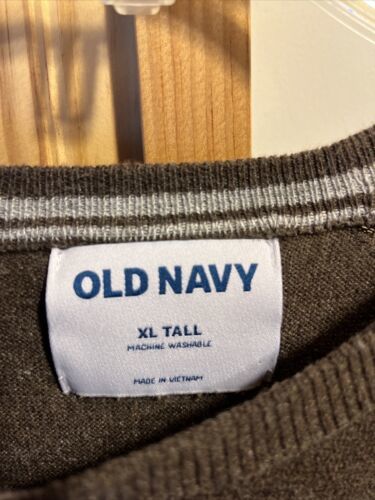 OLD NAVY
XL TALL
MACHINE WASHABLE
MADE IN VIETNAM